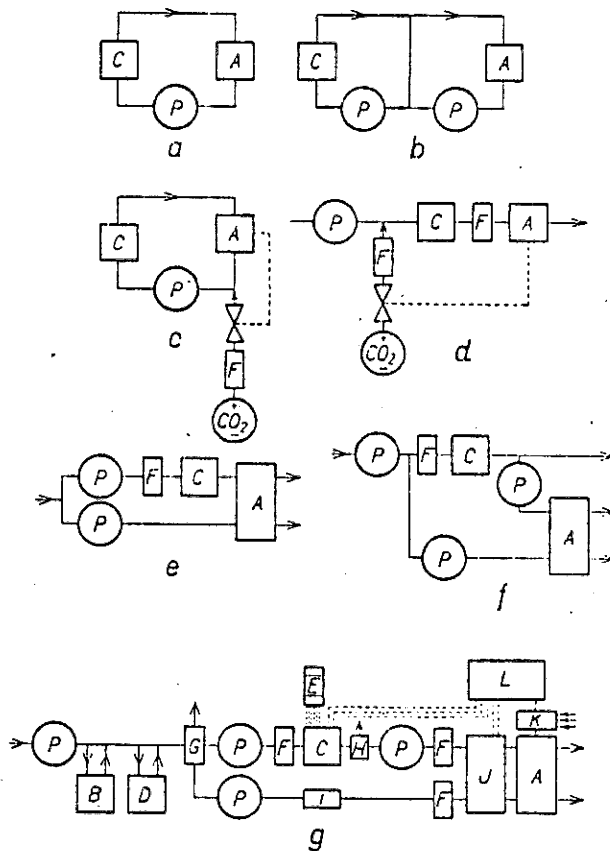 C A C A
P P P
a b
P C F A
C A F
P
c F d
CO2
CO2
P F C P F C
A P
P A
e P f
L
E K
P G P F C H P F
J A
B D P I F
g